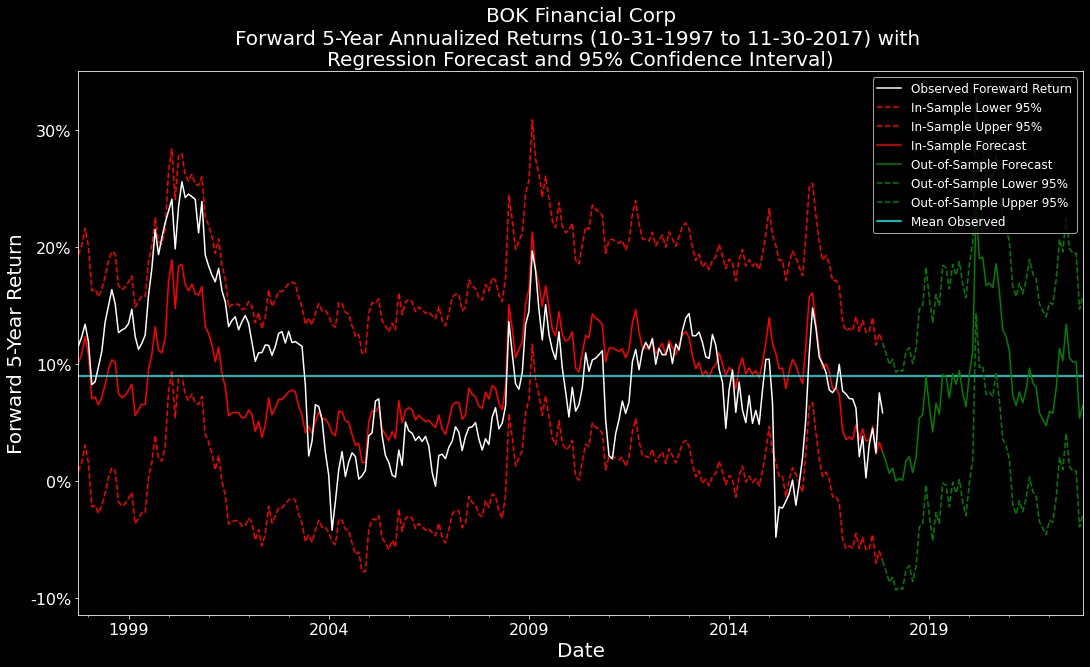 BOK Financial Corp
Forward 5-Year Annualized Returns (10-31-1997 to 11-30-2017) with
Regression Forecast and 95% Confidence Interval)
Observed Foreward Return
In-Sample Lower 95%
In-Sample Upper 95%
In-Sample Forecast
Out-of-Sample Forecast
Out-of-Sample Lower 95%
Out-of-Sample Upper 95%
Mean Observed
Forward 5-Year Return
30%
20%
10%
0%
-10%
1999
2004
2009
2014
2019
Date